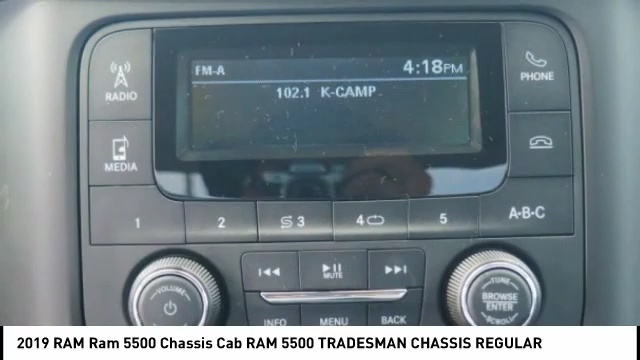 FM-A 4:18PM
102.1 K-CAMP
RADIO
PHONE
MEDIA
1
2
3
4
5
A·B·C
MUTE
VOLUME
TUNE
BROWSE
ENTER
SCROLL
INFO
MENU
BACK
2019 RAM Ram 5500 Chassis Cab RAM 5500 TRADESMAN CHASSIS REGULAR